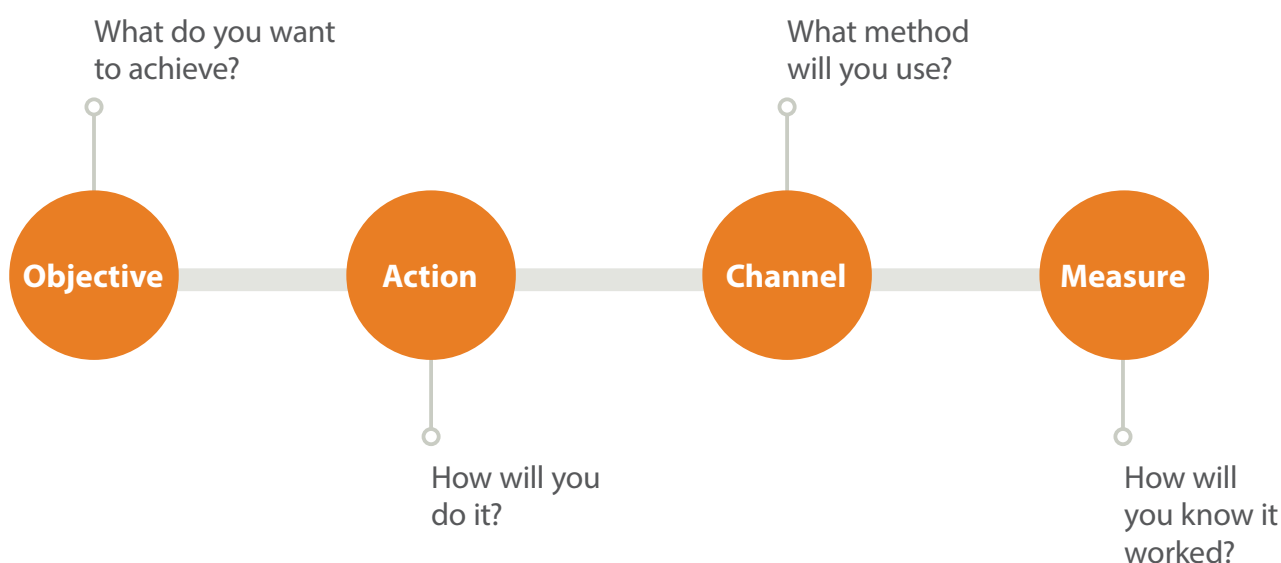 What do you want
to achieve?
What method
will you use?
Objective
Action
Channel
Measure
How will you
do it?
How will
you know it
worked?